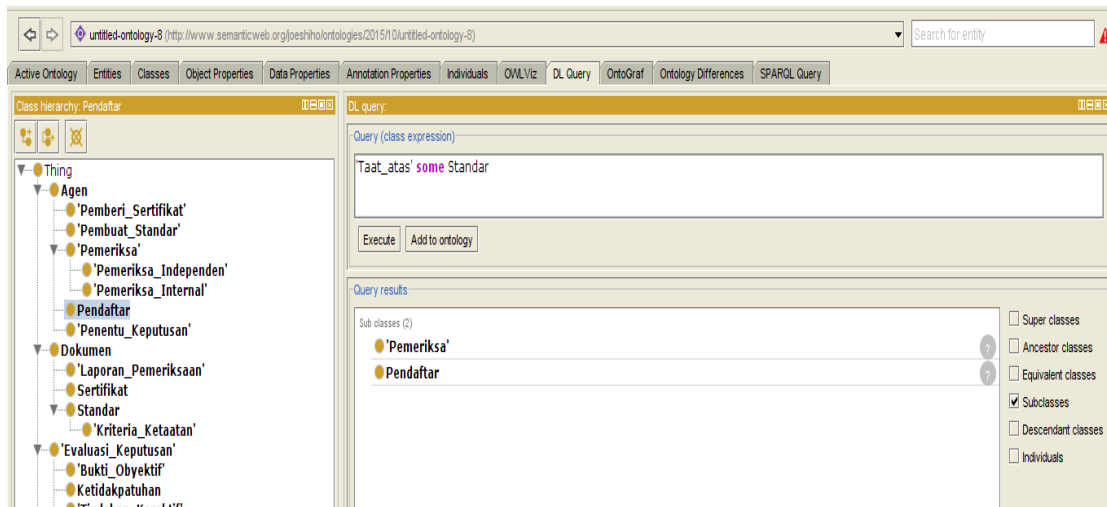 untitled-ontology-8 (http://www.semanticweb.org/joeshiho/ontologies/2015/10/untitled-ontology-8)
Search for entity
Active Ontology Entities Classes Object Properties Data Properties Annotation Properties Individuals OWLViz DL Query OntoGraf Ontology Differences SPARQL Query
Class hierarchy: Pendaftar
Thing
Agen
'Pemberi_Sertifikat'
'Pembuat_Standar'
'Pemeriksa'
'Pemeriksa_Independen'
'Pemeriksa_Internal'
Pendaftar
'Penentu_Keputusan'
Dokumen
'Laporan_Pemeriksaan'
Sertifikat
Standar
'Kriteria_Ketaatan'
'Evaluasi_Keputusan'
'Bukti_Obyektif'
Ketidakpatuhan
DL query:
Query (class expression)
'Taat_atas' some Standar
Execute Add to ontology
Query results
Sub classes (2)
'Pemeriksa' ?
Pendaftar ?
Super classes
Ancestor classes
Equivalent classes
Subclasses
Descendant classes
Individuals